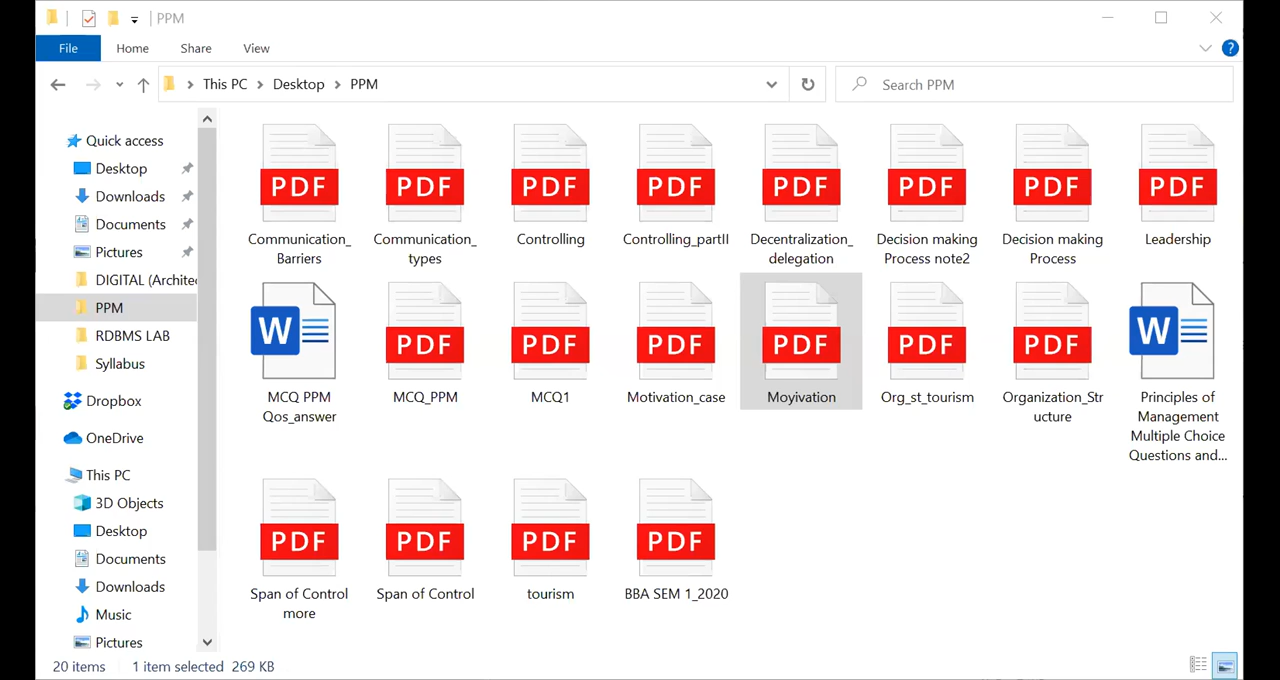 PPM
File Home Share View
This PC Desktop PPM
Search PPM
Quick access
Desktop
Downloads
Documents
Pictures
DIGITAL (Archite
PPM
RDBMS LAB
Syllabus
Dropbox
OneDrive
This PC
3D Objects
Desktop
Documents
Downloads
Music
Pictures
PDF PDF PDF PDF PDF PDF PDF PDF
Communication_ Communication_ Controlling Controlling_partII Decentralization_ Decision making Decision making Leadership
Barriers types delegation Process note2 Process
W PDF PDF PDF PDF PDF PDF W
MCQ PPM MCQ_PPM MCQ1 Motivation_case Moyivation Org_st_tourism Organization_Str Principles of
Qos_answer ucture Management
Multiple Choice
Questions and...
PDF PDF PDF PDF
Span of Control Span of Control tourism BBA SEM 1_2020
more
20 items 1 item selected 269 KB